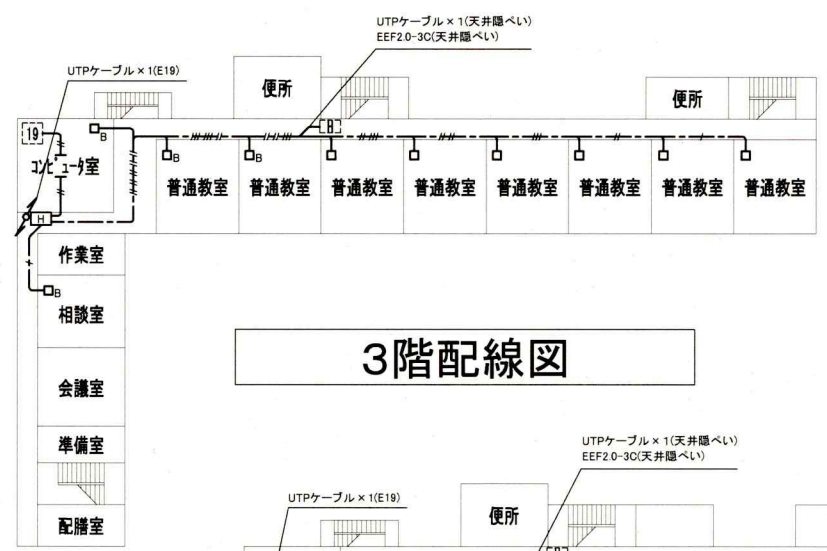 UTPケーブル×1(天井隠ぺい)
EEF2.0-3C(天井隠ぺい)
UTPケーブル×1(E19)
便所
便所
19
B
コンピュータ室
B
B
普通教室
普通教室
普通教室
普通教室
普通教室
普通教室
普通教室
普通教室
H
作業室
B
相談室
3階配線図
会議室
準備室
UTPケーブル×1(天井隠ぺい)
EEF2.0-3C(天井隠ぺい)
UTPケーブル×1(E19)
便所
配膳室